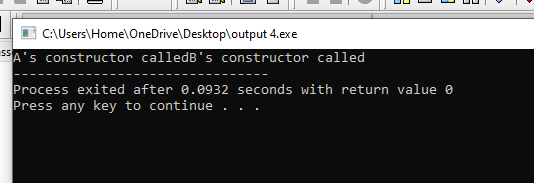 C:\Users\Home\OneDrive\Desktop\output 4.exe
ass
A's constructor calledB's constructor called
--------------------------------
Process exited after 0.0932 seconds with return value 0
Press any key to continue . . .